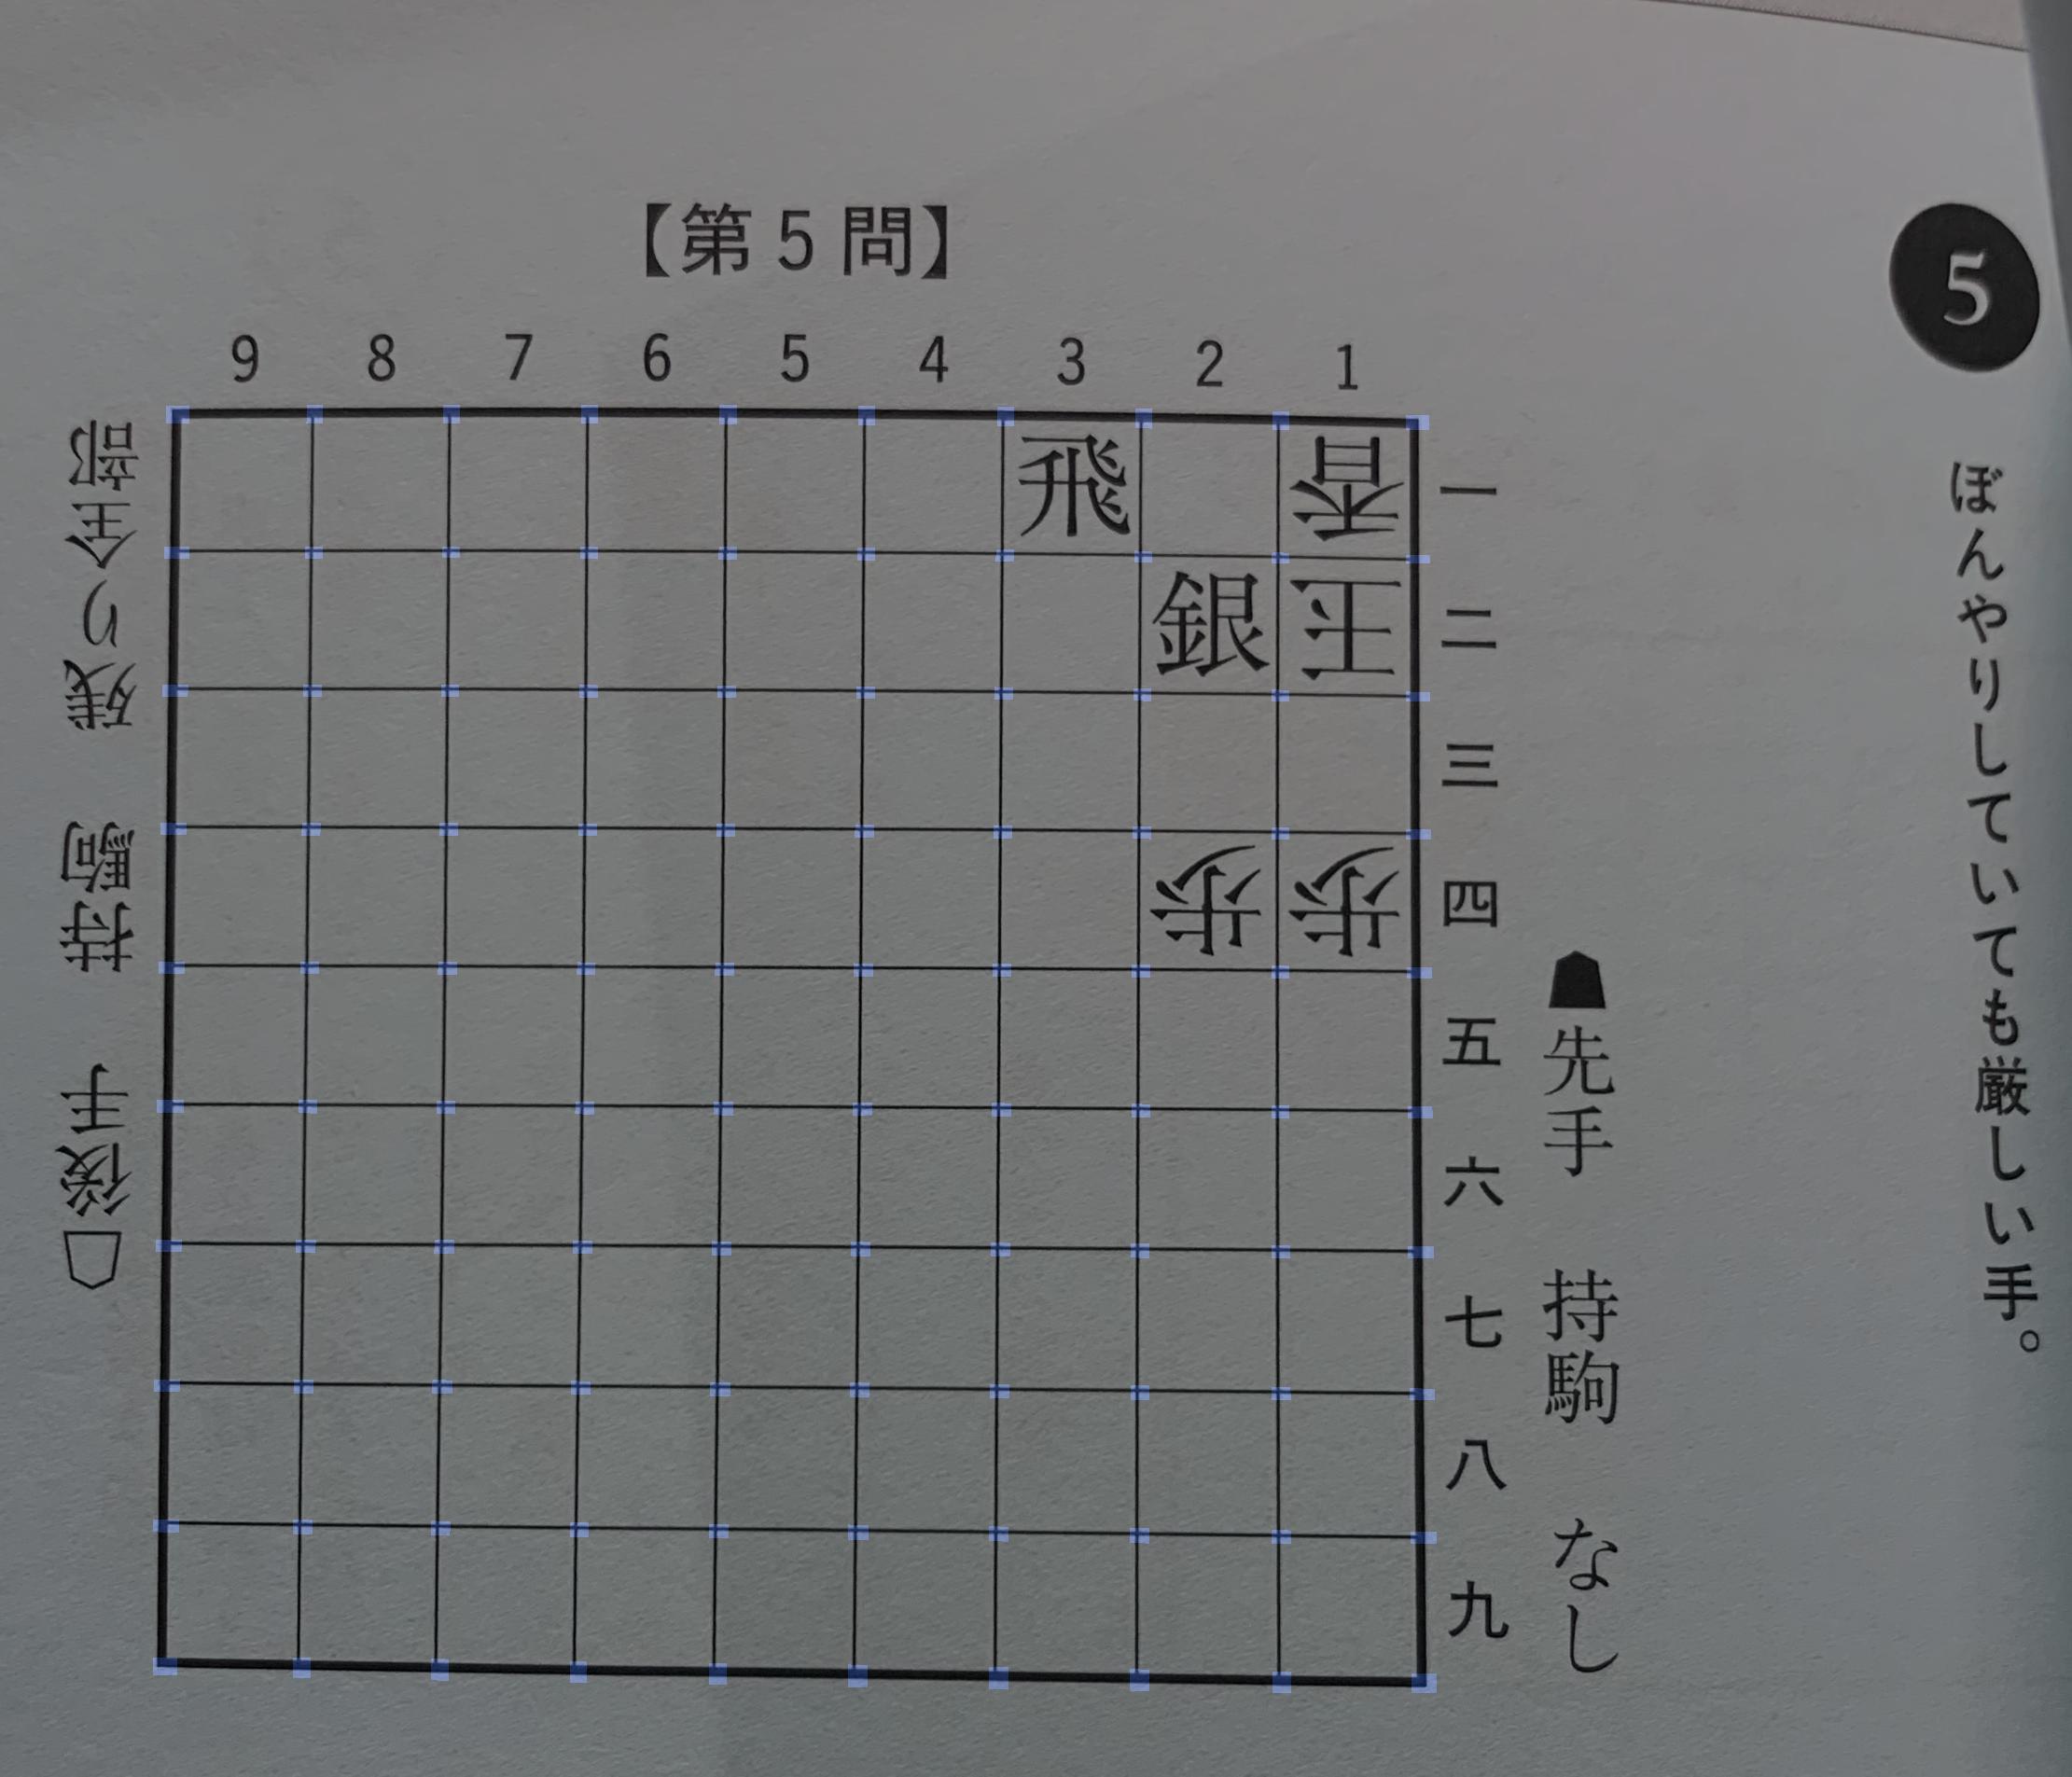 5
ぼんやりしていても厳しい手。
【第5問】
9 8 7 6 5 4 3 2 1
飛 香 一
銀 王 二
三
歩 歩 四
五
六
七
八
九
☗先手 持駒 なし
☖後手 持駒 残り全部